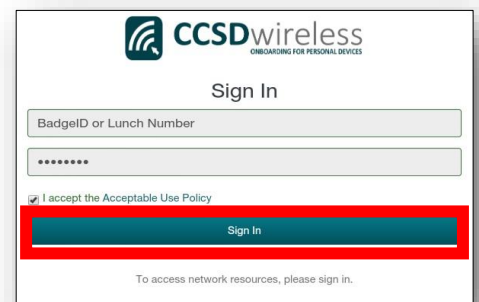 CCSDwireless
ONBOARDING FOR PERSONAL DEVICES
Sign In
BadgeID or Lunch Number
••••••••
I accept the Acceptable Use Policy
Sign In
To access network resources, please sign in.